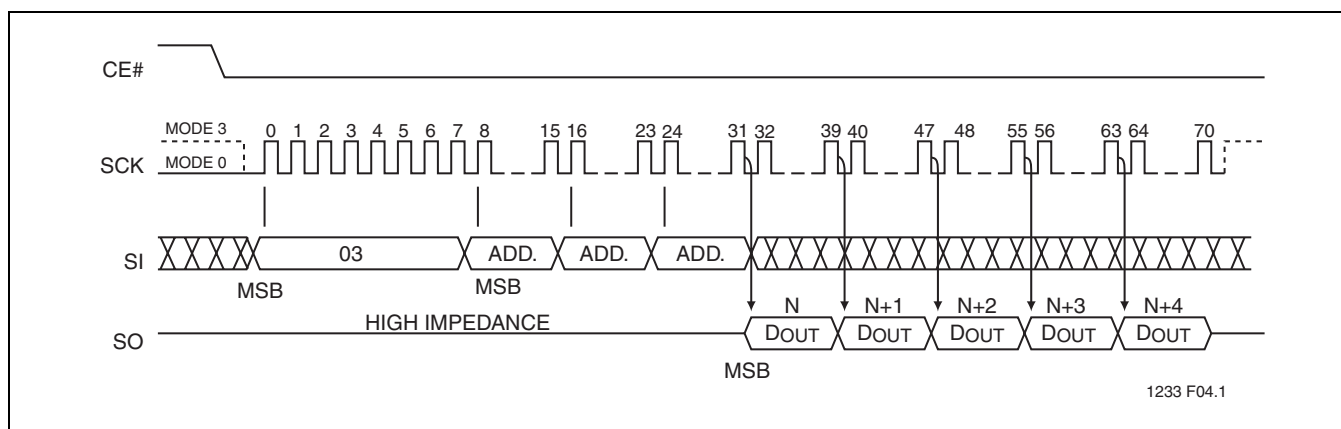 CE#
MODE 3
0 1 2 3 4 5 6 7 8 15 16 23 24 31 32 39 40 47 48 55 56 63 64 70
SCK
MODE 0
SI
03 ADD. ADD. ADD.
MSB MSB
N N+1 N+2 N+3 N+4
HIGH IMPEDANCE
SO
DOUT DOUT DOUT DOUT DOUT
MSB
1233 F04.1